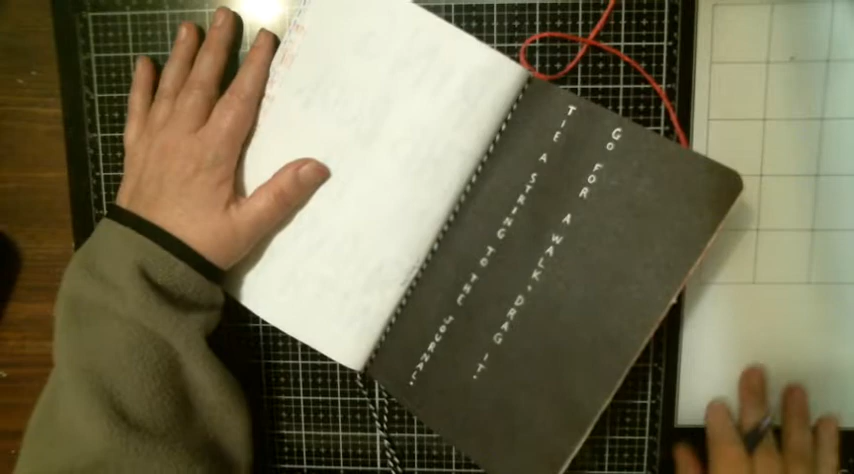 TIE A STRING TO THE JOURNAL.
GO FOR A WALK, DRAG IT.